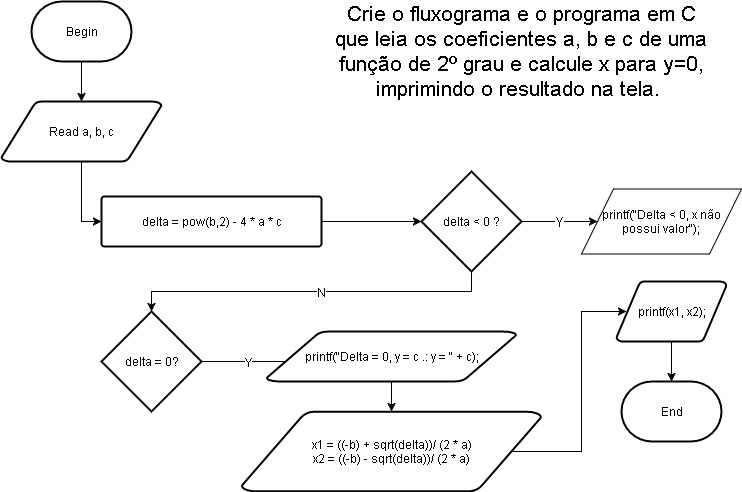 Crie o fluxograma e o programa em C
que leia os coeficientes a, b e c de uma
função de 2º grau e calcule x para y=0,
imprimindo o resultado na tela.
Begin
Read a, b, c
delta = pow(b,2) - 4 * a * c
delta < 0 ?
Y
printf("Delta < 0, x não
possui valor");
N
delta = 0?
Y
printf("Delta = 0, y = c .: y = " + c);
x1 = ((-b) + sqrt(delta))/ (2 * a)
x2 = ((-b) - sqrt(delta))/ (2 * a)
printf(x1, x2);
End